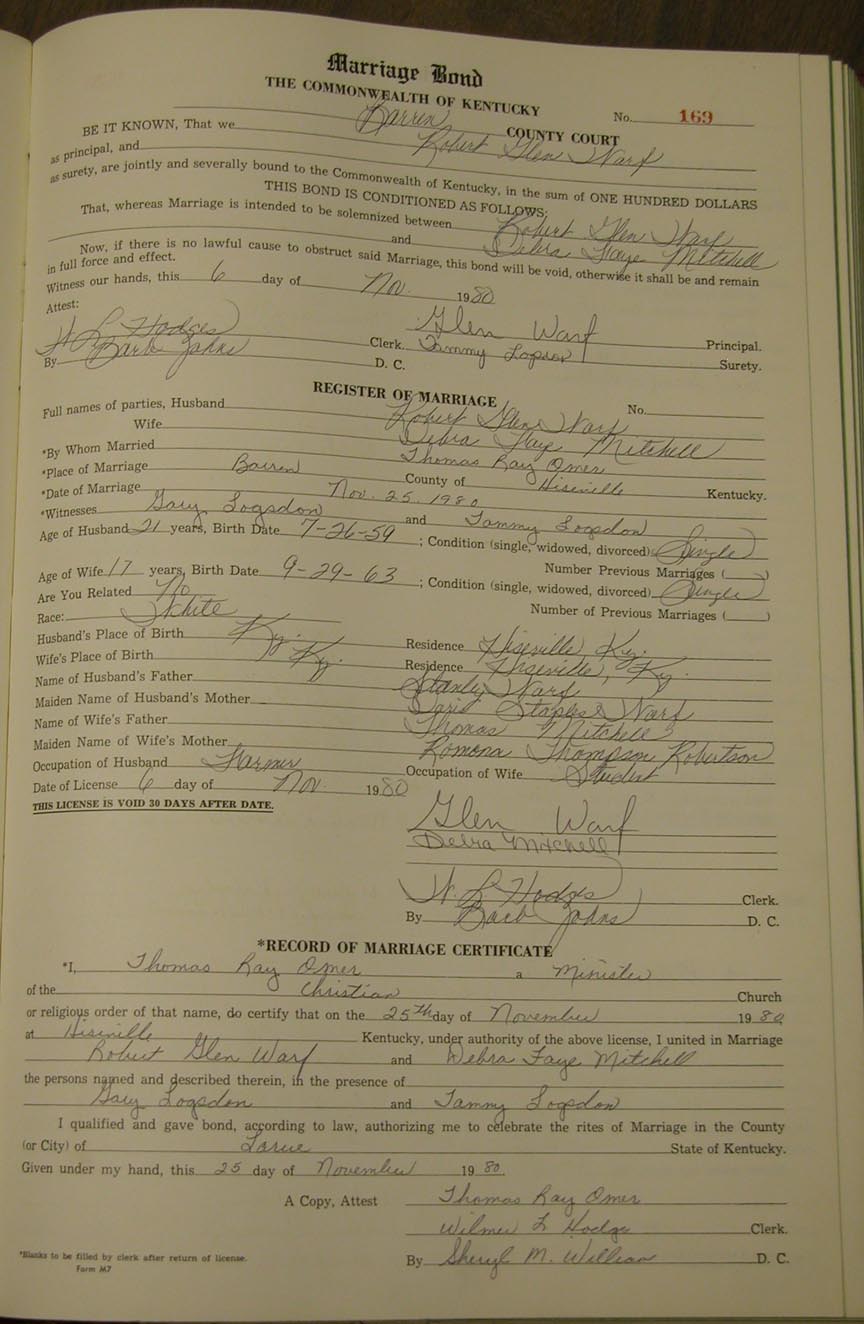 Marriage Bond
THE COMMONWEALTH OF KENTUCKY
No. 169
Barren COUNTY COURT
BE IT KNOWN, That we Robert Glen Warf
as principal, and
as surety, are jointly and severally bound to the Commonwealth of Kentucky, in the sum of ONE HUNDRED DOLLARS
THIS BOND IS CONDITIONED AS FOLLOWS:
That, whereas Marriage is intended to be solemnized between Robert Glen Warf
and Debra Faye Mitchell
Now, if there is no lawful cause to obstruct said Marriage, this bond will be void, otherwise it shall be and remain
in full force and effect.
Witness our hands, this 6 day of Nov. 1980
Attest:
W L Hodges Clerk. Glen Warf Principal.
By Barb Johns D. C. Tammy Surety.
REGISTER OF MARRIAGE
No.
Full names of parties, Husband Robert Glen Warf
Wife Debra Faye Mitchell
*By Whom Married Thomas Ray Omer
*Place of Marriage Barren County of Hiseville Kentucky.
*Date of Marriage Nov. 25, 1980
*Witnesses Gary Logsdon and Tammy Logsdon
Age of Husband 21 years, Birth Date 7-26-59; Condition (single, widowed, divorced) Single
Number Previous Marriages ( )
Age of Wife 17 years, Birth Date 9-29-63; Condition (single, widowed, divorced) Single
Are You Related No Number of Previous Marriages ( )
Race: White
Husband's Place of Birth Ky. Residence Hiseville Ky.
Wife's Place of Birth Ky. Residence Hiseville, Ky.
Name of Husband's Father Stanley Warf
Maiden Name of Husband's Mother Staples Warf
Name of Wife's Father Thomas Mitchell
Maiden Name of Wife's Mother Romona Thompson Robertson
Occupation of Husband Farmer Occupation of Wife Student
Date of License 6 day of Nov. 1980
THIS LICENSE IS VOID 30 DAYS AFTER DATE.
Glen Warf
Debra Mitchell
W. L Hodges Clerk.
By Barb Johns D. C.
*RECORD OF MARRIAGE CERTIFICATE
*I, Thomas Ray Omer a Minister
of the Christian Church
or religious order of that name, do certify that on the 25th day of November 1980
at Hiseville Kentucky, under authority of the above license, I united in Marriage
Robert Glen Warf and Debra Faye Mitchell
the persons named and described therein, in the presence of
Gary Logsdon and Tammy Logsdon
I qualified and gave bond, according to law, authorizing me to celebrate the rites of Marriage in the County
(or City) of Larue State of Kentucky.
Given under my hand, this 25 day of November 1980.
A Copy, Attest Thomas Ray Omer
Wilmer L Hodge Clerk.
By Sheryl M. William D. C.
*Blanks to be filled by clerk after return of license.
Form M7